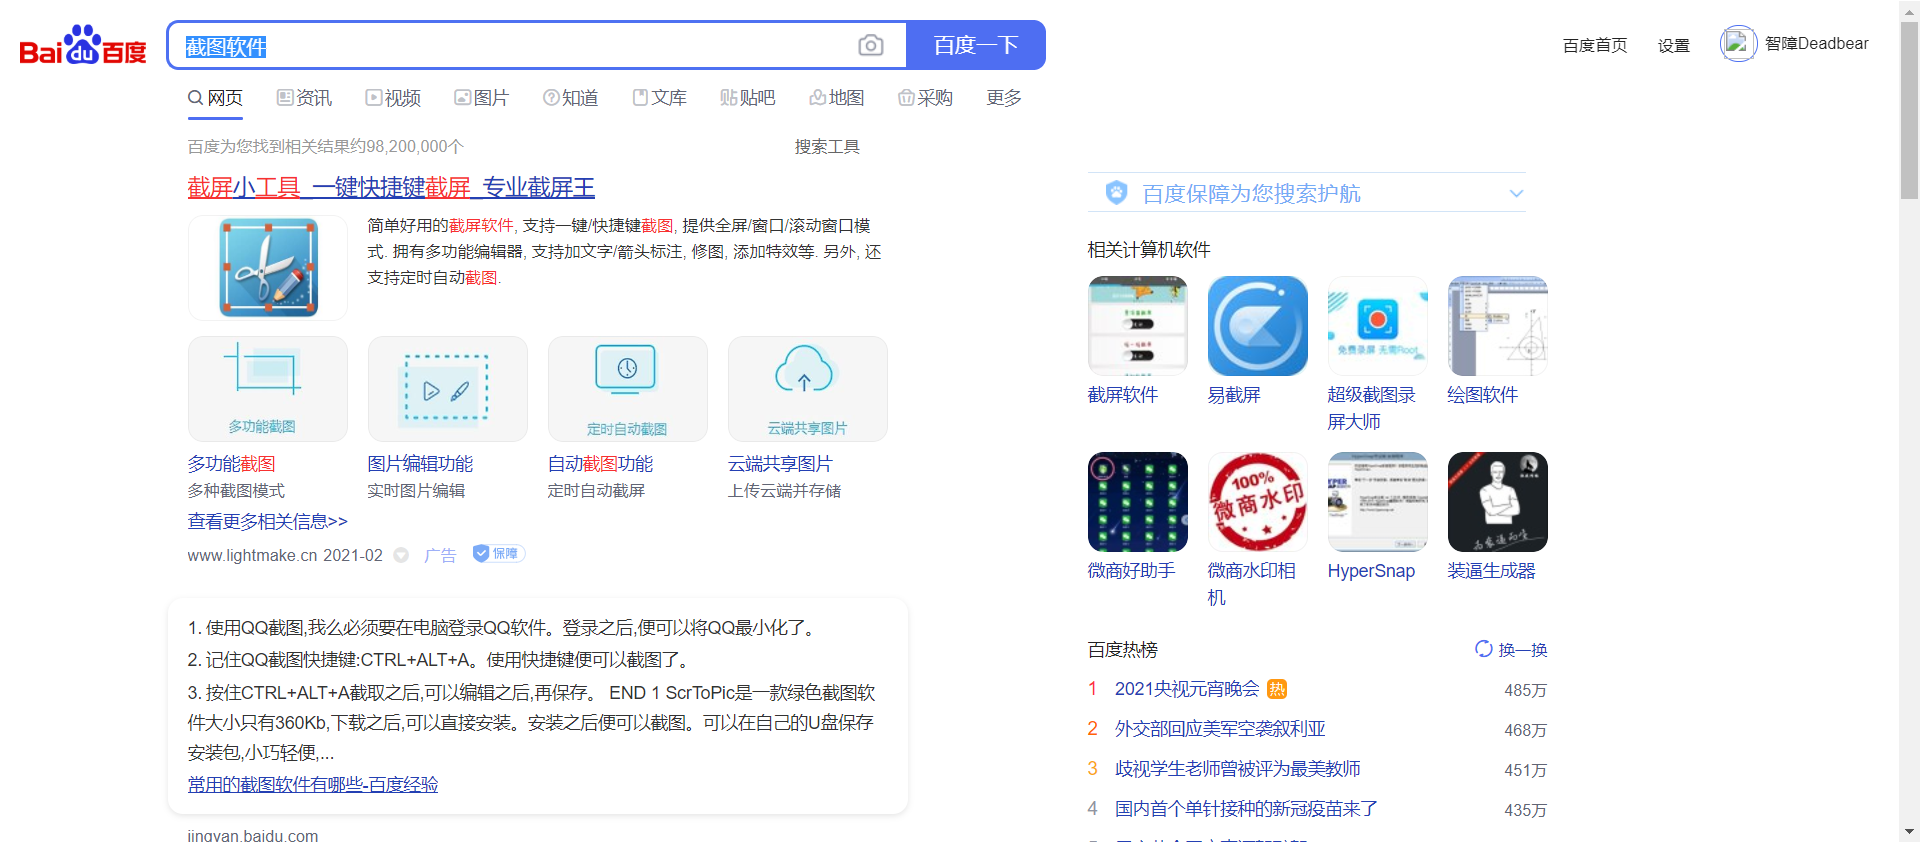 Bai du 百度
截图软件
百度一下
百度首页 设置 智障Deadbear
网页 资讯 视频 图片 知道 文库 贴吧 地图 采购 更多
百度为您找到相关结果约98,200,000个 搜索工具
截屏小工具_一键快捷键截屏_专业截屏王
简单好用的截屏软件, 支持一键/快捷键截图, 提供全屏/窗口/滚动窗口模
式. 拥有多功能编辑器, 支持加文字/箭头标注, 修图, 添加特效等. 另外, 还
支持定时自动截图.
多功能截图 定时自动截图 云端共享图片
多功能截图 图片编辑功能 自动截图功能 云端共享图片
多种截图模式 实时图片编辑 定时自动截屏 上传云端并存储
查看更多相关信息>>
www.lightmake.cn 2021-02 广告 保障
1. 使用QQ截图,我么必须要在电脑登录QQ软件。登录之后,便可以将QQ最小化了。
2. 记住QQ截图快捷键:CTRL+ALT+A。使用快捷键便可以截图了。
3. 按住CTRL+ALT+A截取之后,可以编辑之后,再保存。 END 1 ScrToPic是一款绿色截图软
件大小只有360Kb,下载之后,可以直接安装。安装之后便可以截图。可以在自己的U盘保存
安装包,小巧轻便,...
常用的截图软件有哪些-百度经验
jingyan.baidu.com
百度保障为您搜索护航
相关计算机软件
免费录屏 无需Root
截屏软件 易截屏 超级截图录 绘图软件
屏大师
100%
微商水印
微商好助手 微商水印相 HyperSnap 装逼生成器
机
百度热榜 换一换
1 2021央视元宵晚会 热 485万
2 外交部回应美军空袭叙利亚 468万
3 歧视学生老师曾被评为最美教师 451万
4 国内首个单针接种的新冠疫苗来了 435万